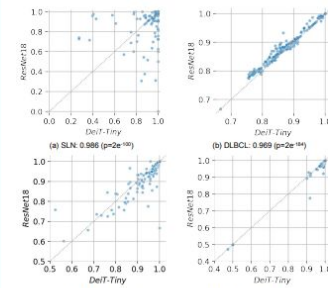 ResNet18
1.0
0.8
0.6
0.4
0.2
0.0
0.0 0.2 0.4 0.6 0.8 1.0
DeiT-Tiny
(a) SLN: 0.986 (p=2e⁻¹⁰⁰)
ResNet18
1.0
0.9
0.8
0.7
0.7 0.8 0.9 1.0
DeiT-Tiny
(b) DLBCL: 0.969 (p=2e⁻¹⁸⁴)
ResNet18
1.0
0.9
0.8
0.7
0.6
0.5
0.5 0.6 0.7 0.8 0.9 1.0
DeiT-Tiny
ResNet18
1.0
0.9
0.8
0.7
0.6
0.5
0.4
0.4 0.5 0.6 0.7 0.8 0.9 1.0
DeiT-Tiny